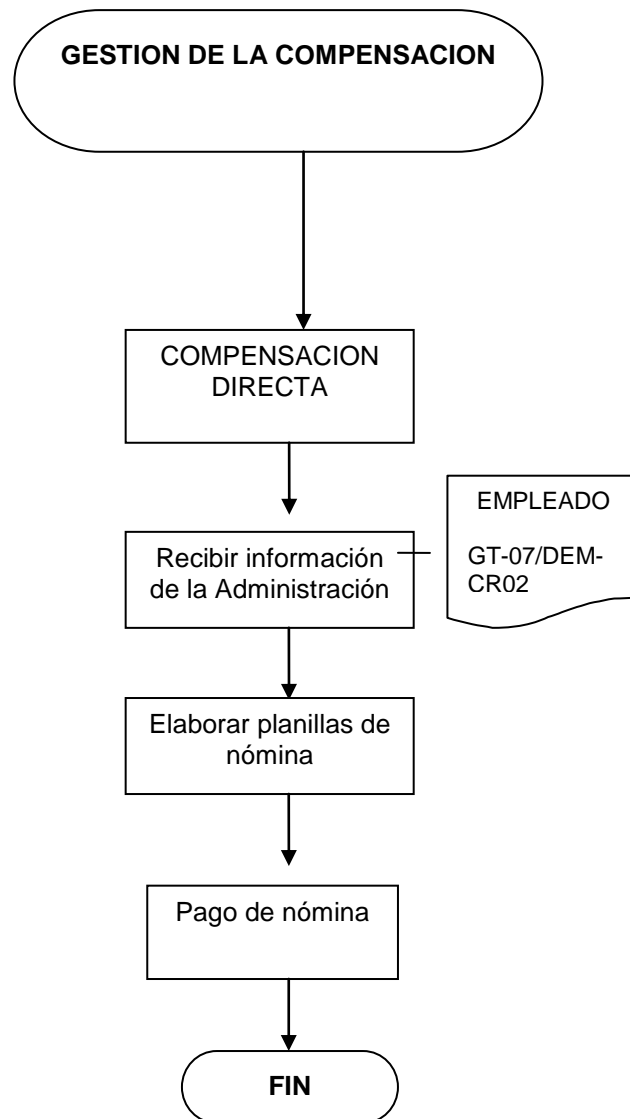 GESTION DE LA COMPENSACION
COMPENSACION
DIRECTA
EMPLEADO
GT-07/DEM-
CR02
Recibir información
de la Administración
Elaborar planillas de
nómina
Pago de nómina
FIN